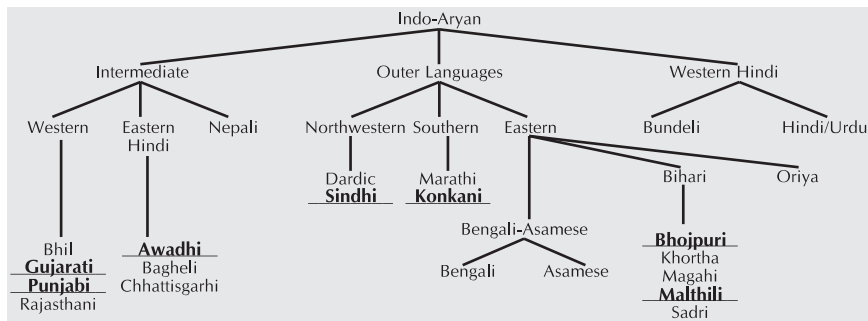 Indo-Aryan
Intermediate
Outer Languages
Western Hindi
Western
Eastern
Hindi
Nepali
Northwestern
Southern
Eastern
Bundeli
Hindi/Urdu
Dardic
Sindhi
Marathi
Konkani
Bihari
Oriya
Bhil
Gujarati
Punjabi
Rajasthani
Awadhi
Bagheli
Chhattisgarhi
Bengali-Asamese
Bengali
Asamese
Bhojpuri
Khortha
Magahi
Malthili
Sadri